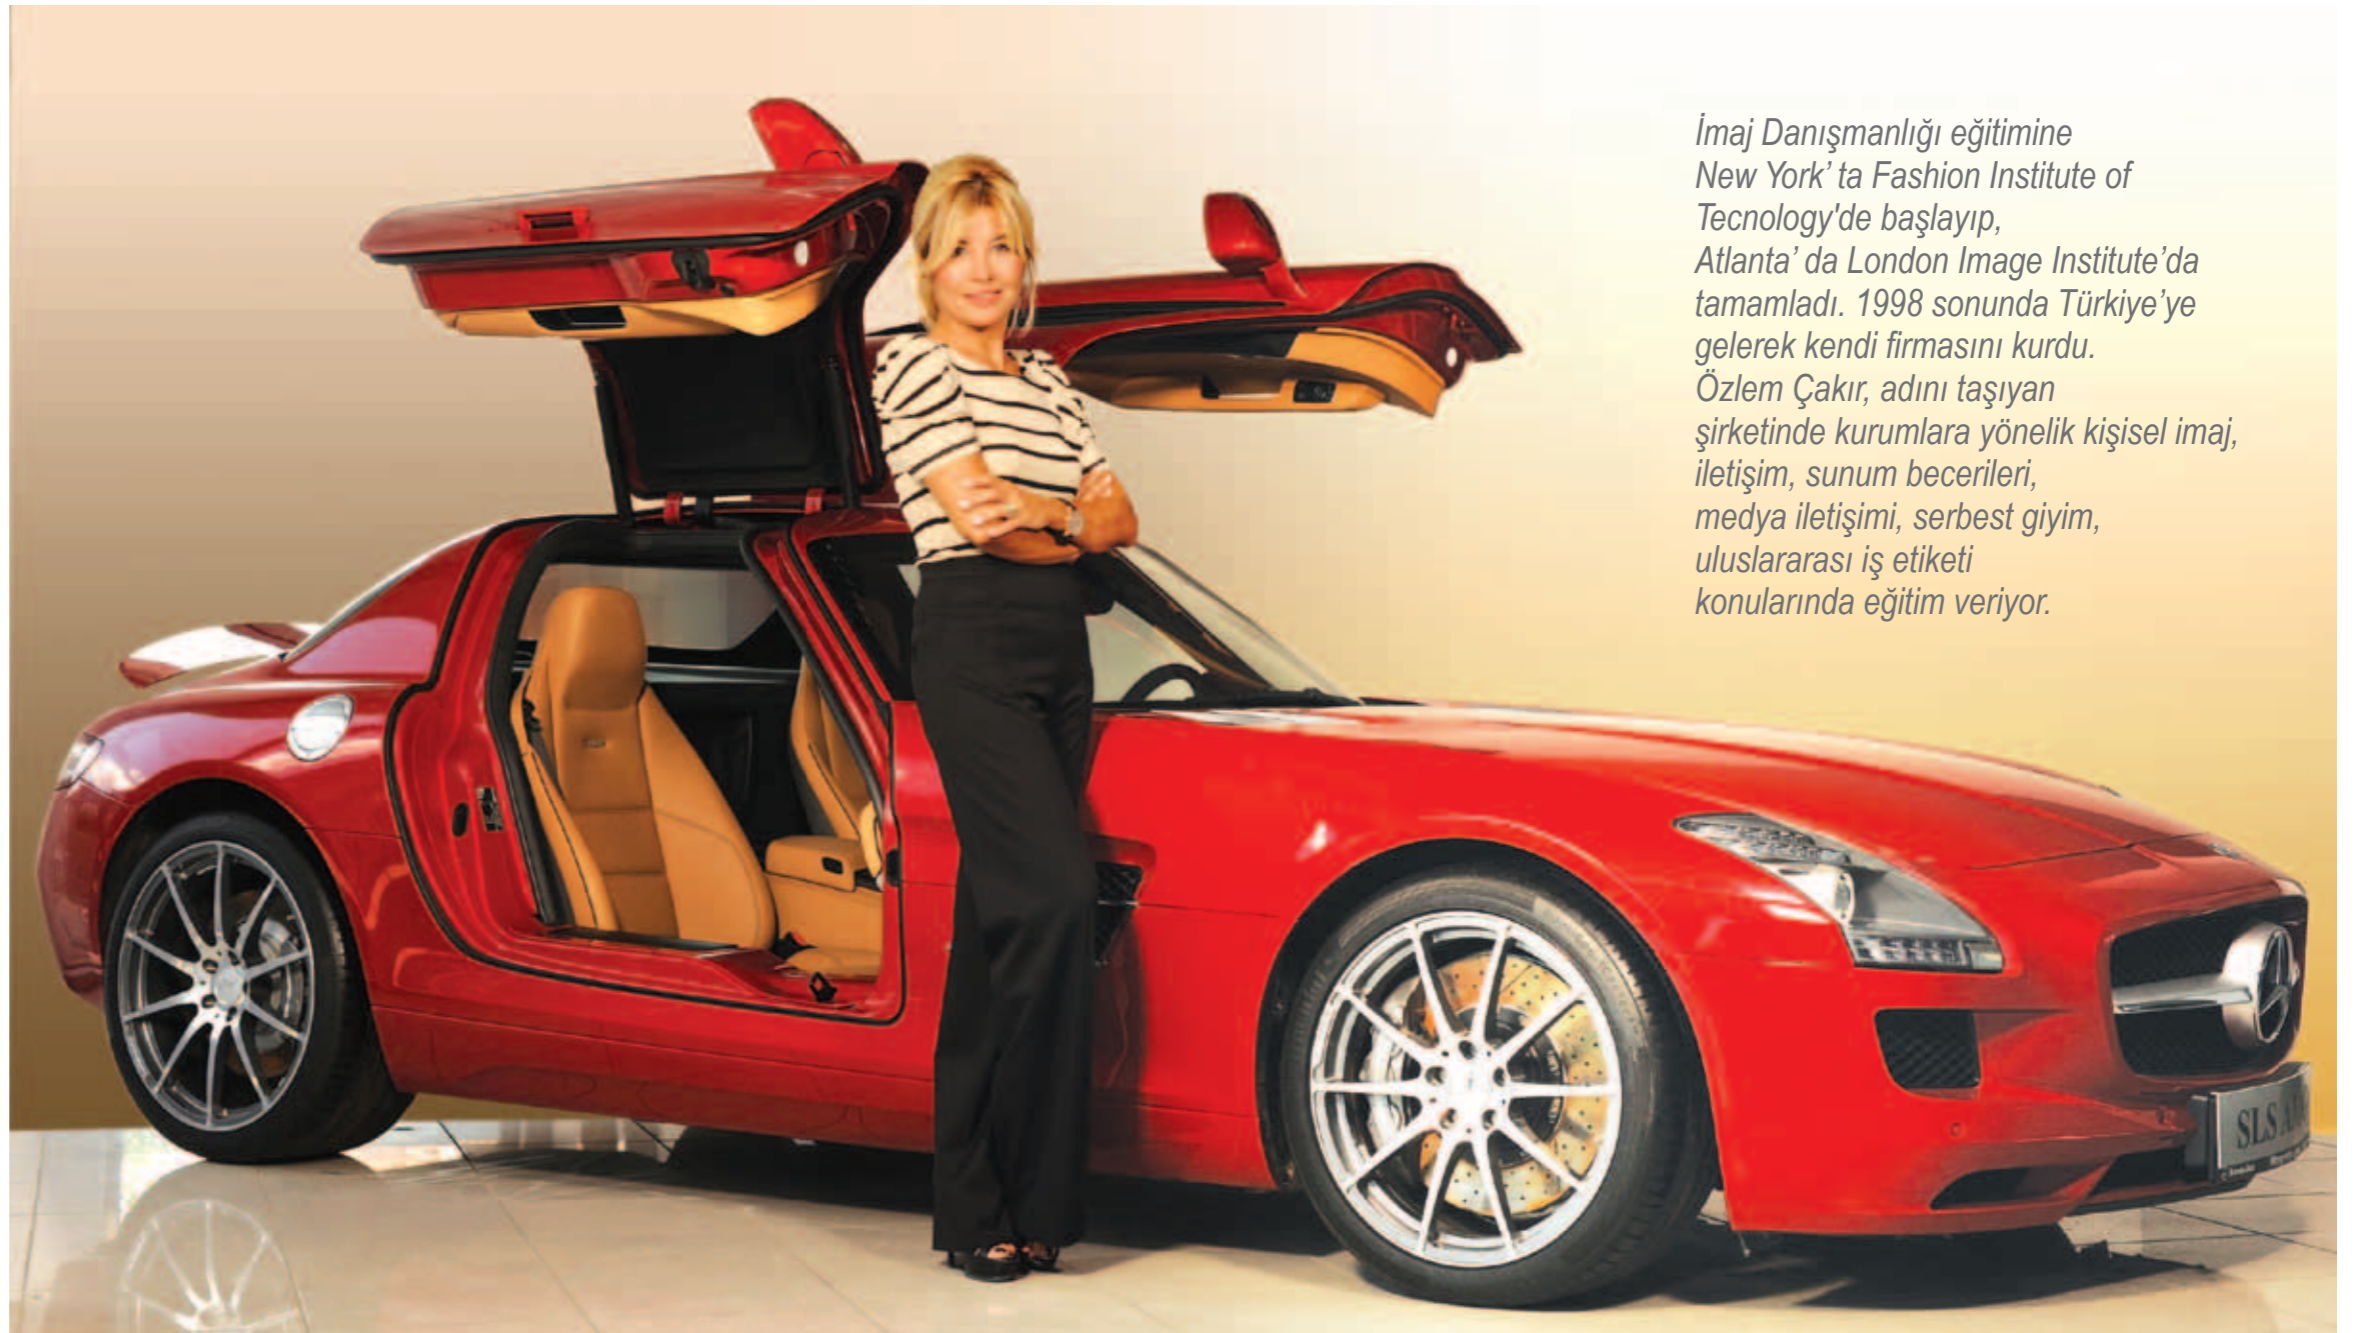 İmaj Danışmanlığı eğitimine
New York’ ta Fashion Institute of
Tecnology'de başlayıp,
Atlanta’ da London Image Institute’da
tamamladı. 1998 sonunda Türkiye’ye
gelerek kendi firmasını kurdu.
Özlem Çakır, adını taşıyan
şirketinde kurumlara yönelik kişisel imaj,
iletişim, sunum becerileri,
medya iletişimi, serbest giyim,
uluslararası iş etiketi
konularında eğitim veriyor.
SLS